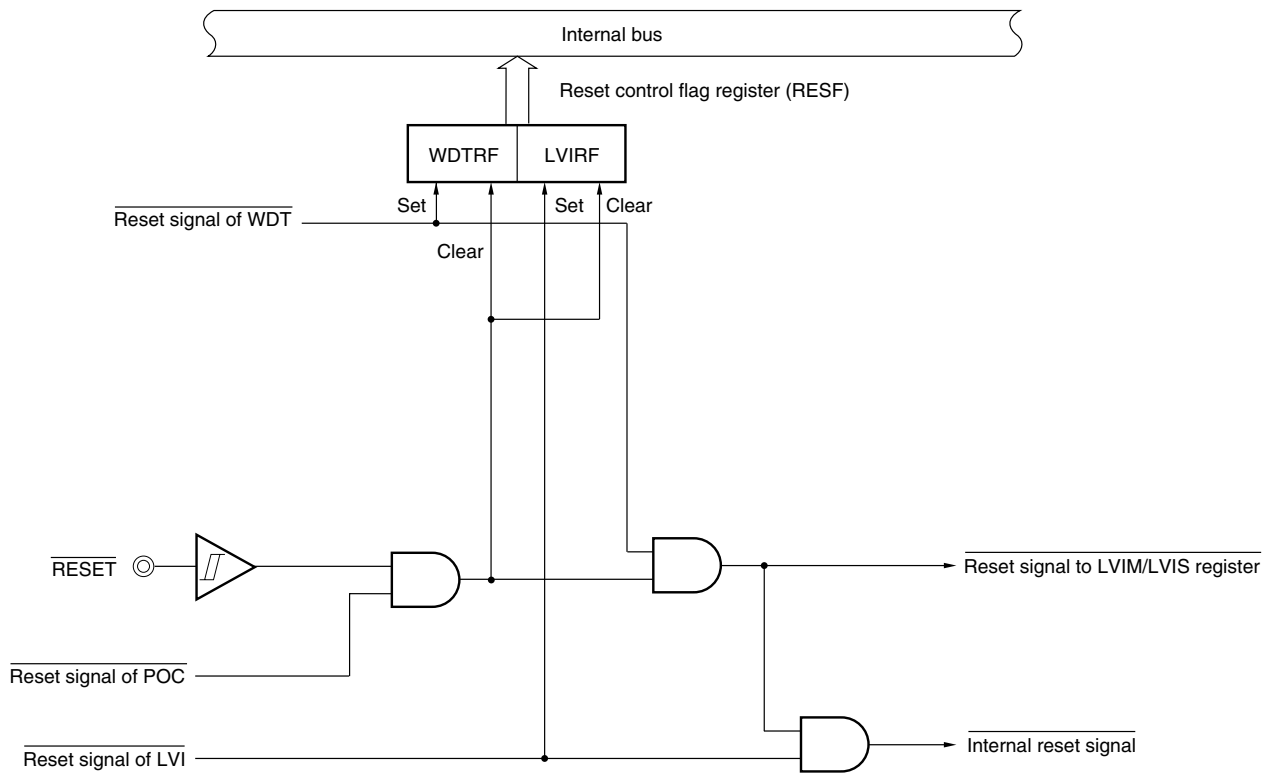 Internal bus
Reset control flag register (RESF)
WDTRF
LVIRF
Set
Set
Clear
Reset signal of WDT
Clear
RESET
Reset signal to LVIM/LVIS register
Reset signal of POC
Reset signal of LVI
Internal reset signal